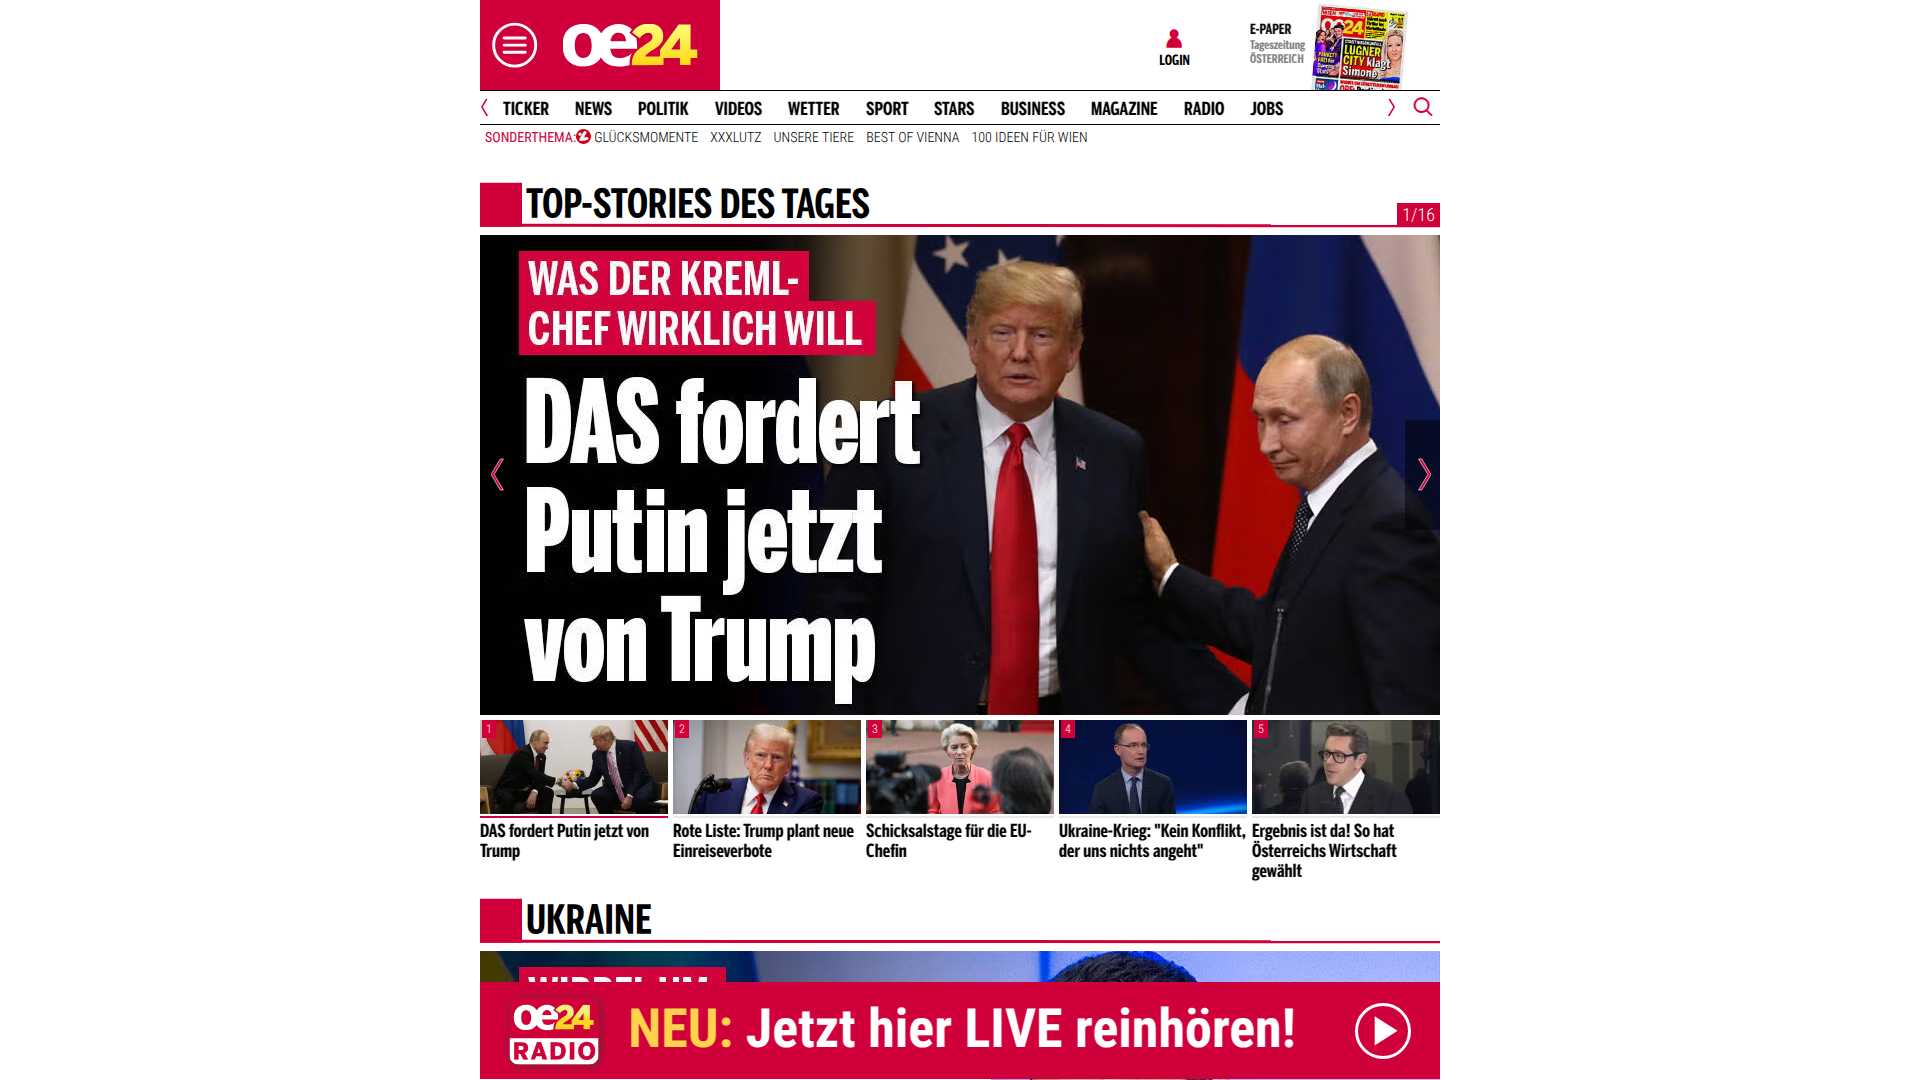 oe24
LOGIN
E-PAPER
Tageszeitung
ÖSTERREICH
oe24
LUGNER
CITY klagt
Simone
TICKER NEWS POLITIK VIDEOS WETTER SPORT STARS BUSINESS MAGAZINE RADIO JOBS
SONDERTHEMA: GLÜCKSMOMENTE XXXLUTZ UNSERE TIERE BEST OF VIENNA 100 IDEEN FÜR WIEN
TOP-STORIES DES TAGES
1/16
WAS DER KREML-
CHEF WIRKLICH WILL
DAS fordert
Putin jetzt
von Trump
1
DAS fordert Putin jetzt von
Trump
2
Rote Liste: Trump plant neue
Einreiseverbote
3
Schicksalstage für die EU-
Chefin
4
Ukraine-Krieg: "Kein Konflikt,
der uns nichts angeht"
5
Ergebnis ist da! So hat
Österreichs Wirtschaft
gewählt
UKRAINE
WIRBEL UM
oe24
RADIO
NEU: Jetzt hier LIVE reinhören!